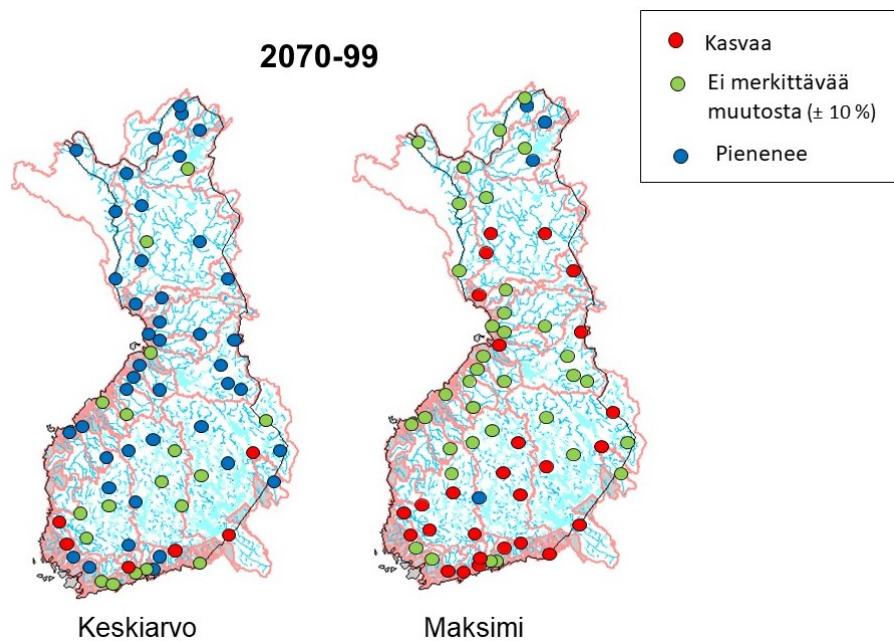 2070-99
Kasvaa
Ei merkittävää
muutosta (± 10 %)
Pienenee
Keskiarvo
Maksimi